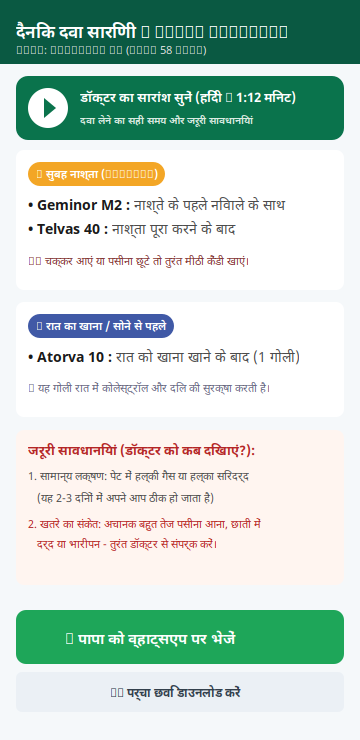 दैनिक दवा सारणी
58
डॉक्टर का सारांश सुनें (हिंदी 1:12 मिनट)
दवा लेने का सही समय और जरूरी सावधानियां
सुबह नाश्ता
• Geminor M2 : नाश्ते के पहले निवाले के साथ
• Telvas 40 : नाश्ता पूरा करने के बाद
चक्कर आएं या पसीना छूटे तो तुरंत मीठी कैंडी खाएं।
रात का खाना / सोने से पहले
• Atorva 10 : रात को खाना खाने के बाद (1 गोली)
यह गोली रात में कोलेस्ट्रॉल और दिल की सुरक्षा करती है।
जरूरी सावधानियां (डॉक्टर को कब दिखाएं?):
1. सामान्य लक्षण: पेट में हल्की गैस या हल्का सिरदर्द
(यह 2-3 दिनों में अपने आप ठीक हो जाता है)
2. खतरे का संकेत: अचानक बहुत तेज पसीना आना, छाती में
दर्द या भारीपन - तुरंत डॉक्टर से संपर्क करें।
पापा को व्हाट्सएप पर भेजें
पर्चा छवि डाउनलोड करें